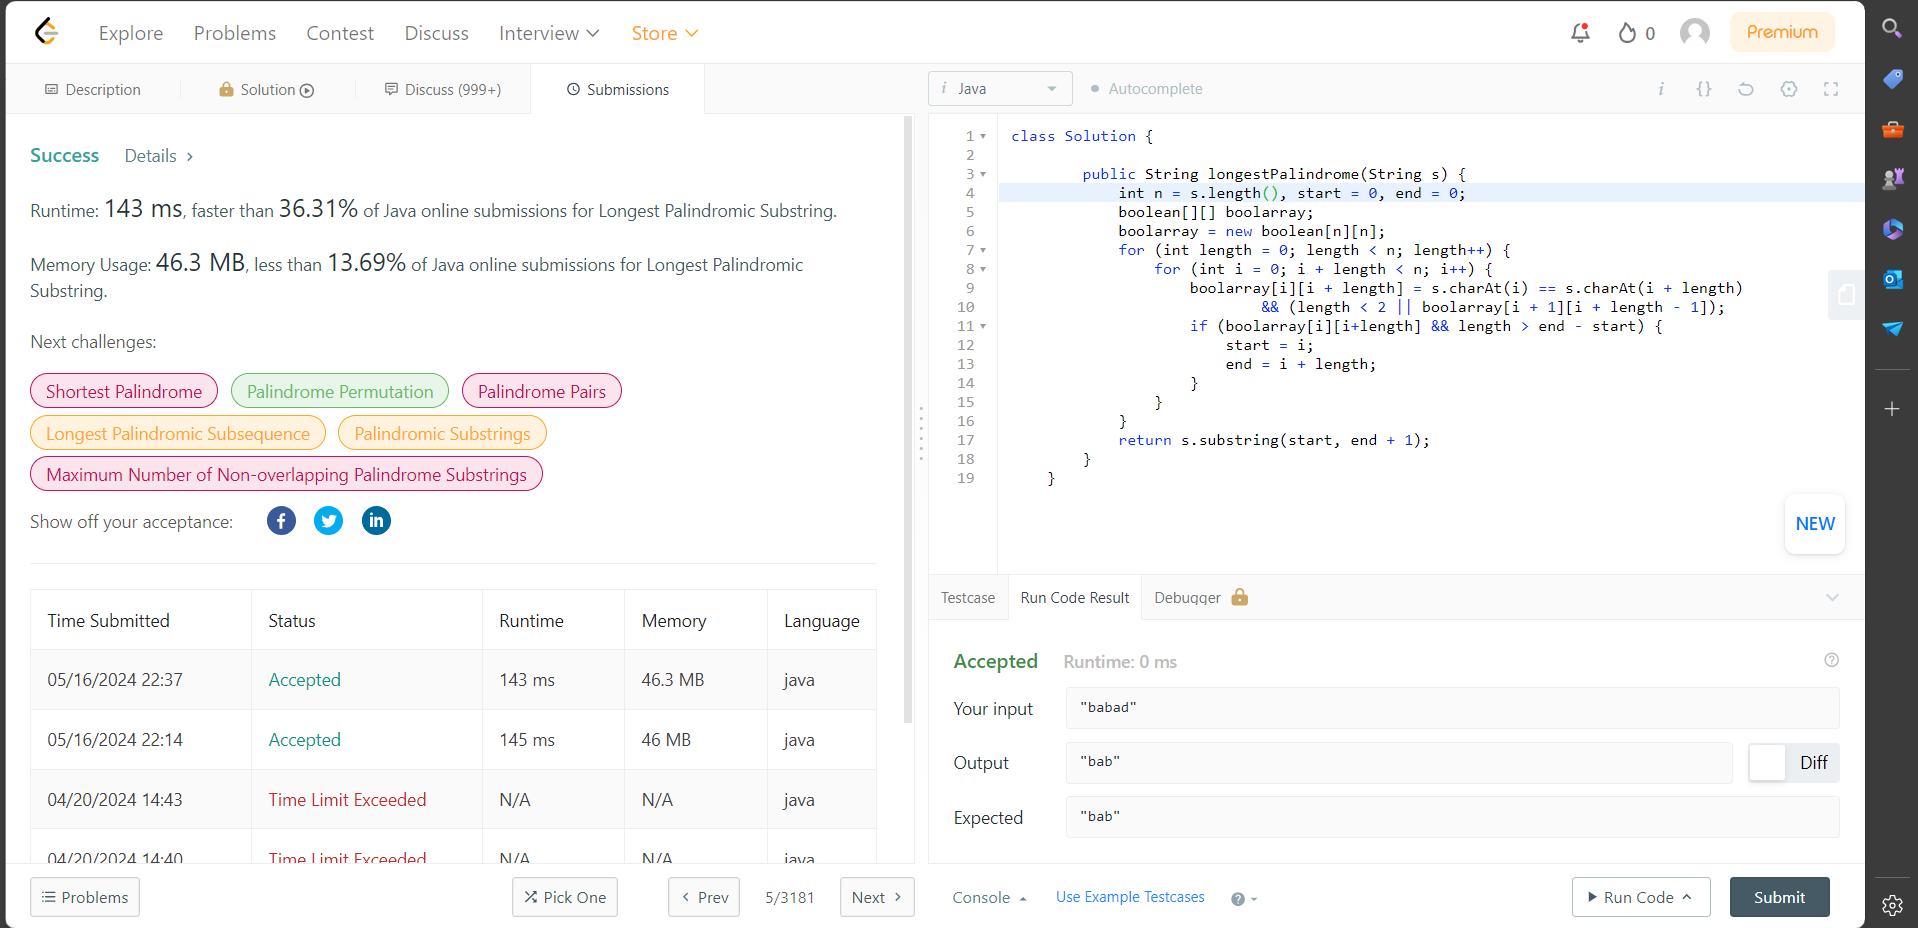 Explore Problems Contest Discuss Interview Store 0 Premium
Description Solution Discuss (999+) Submissions
Success Details >
Runtime: 143 ms, faster than 36.31% of Java online submissions for Longest Palindromic Substring.
Memory Usage: 46.3 MB, less than 13.69% of Java online submissions for Longest Palindromic
Substring.
Next challenges:
Shortest Palindrome Palindrome Permutation Palindrome Pairs
Longest Palindromic Subsequence Palindromic Substrings
Maximum Number of Non-overlapping Palindrome Substrings
Show off your acceptance:
Time Submitted Status Runtime Memory Language
05/16/2024 22:37 Accepted 143 ms 46.3 MB java
05/16/2024 22:14 Accepted 145 ms 46 MB java
04/20/2024 14:43 Time Limit Exceeded N/A N/A java
04/20/2024 14:40 Time Limit Exceeded N/A N/A java
Problems Pick One < Prev 5/3181 Next >
i Java Autocomplete i {}
1 class Solution {
2
3 public String longestPalindrome(String s) {
4 int n = s.length(), start = 0, end = 0;
5 boolean[][] boolarray;
6 boolarray = new boolean[n][n];
7 for (int length = 0; length < n; length++) {
8 for (int i = 0; i + length < n; i++) {
9 boolarray[i][i + length] = s.charAt(i) == s.charAt(i + length)
10 && (length < 2 || boolarray[i + 1][i + length - 1]);
11 if (boolarray[i][i+length] && length > end - start) {
12 start = i;
13 end = i + length;
14 }
15 }
16 }
17 return s.substring(start, end + 1);
18 }
19 }
NEW
Testcase Run Code Result Debugger
Accepted Runtime: 0 ms
Your input "babad"
Output "bab" Diff
Expected "bab"
Console Use Example Testcases Run Code Submit